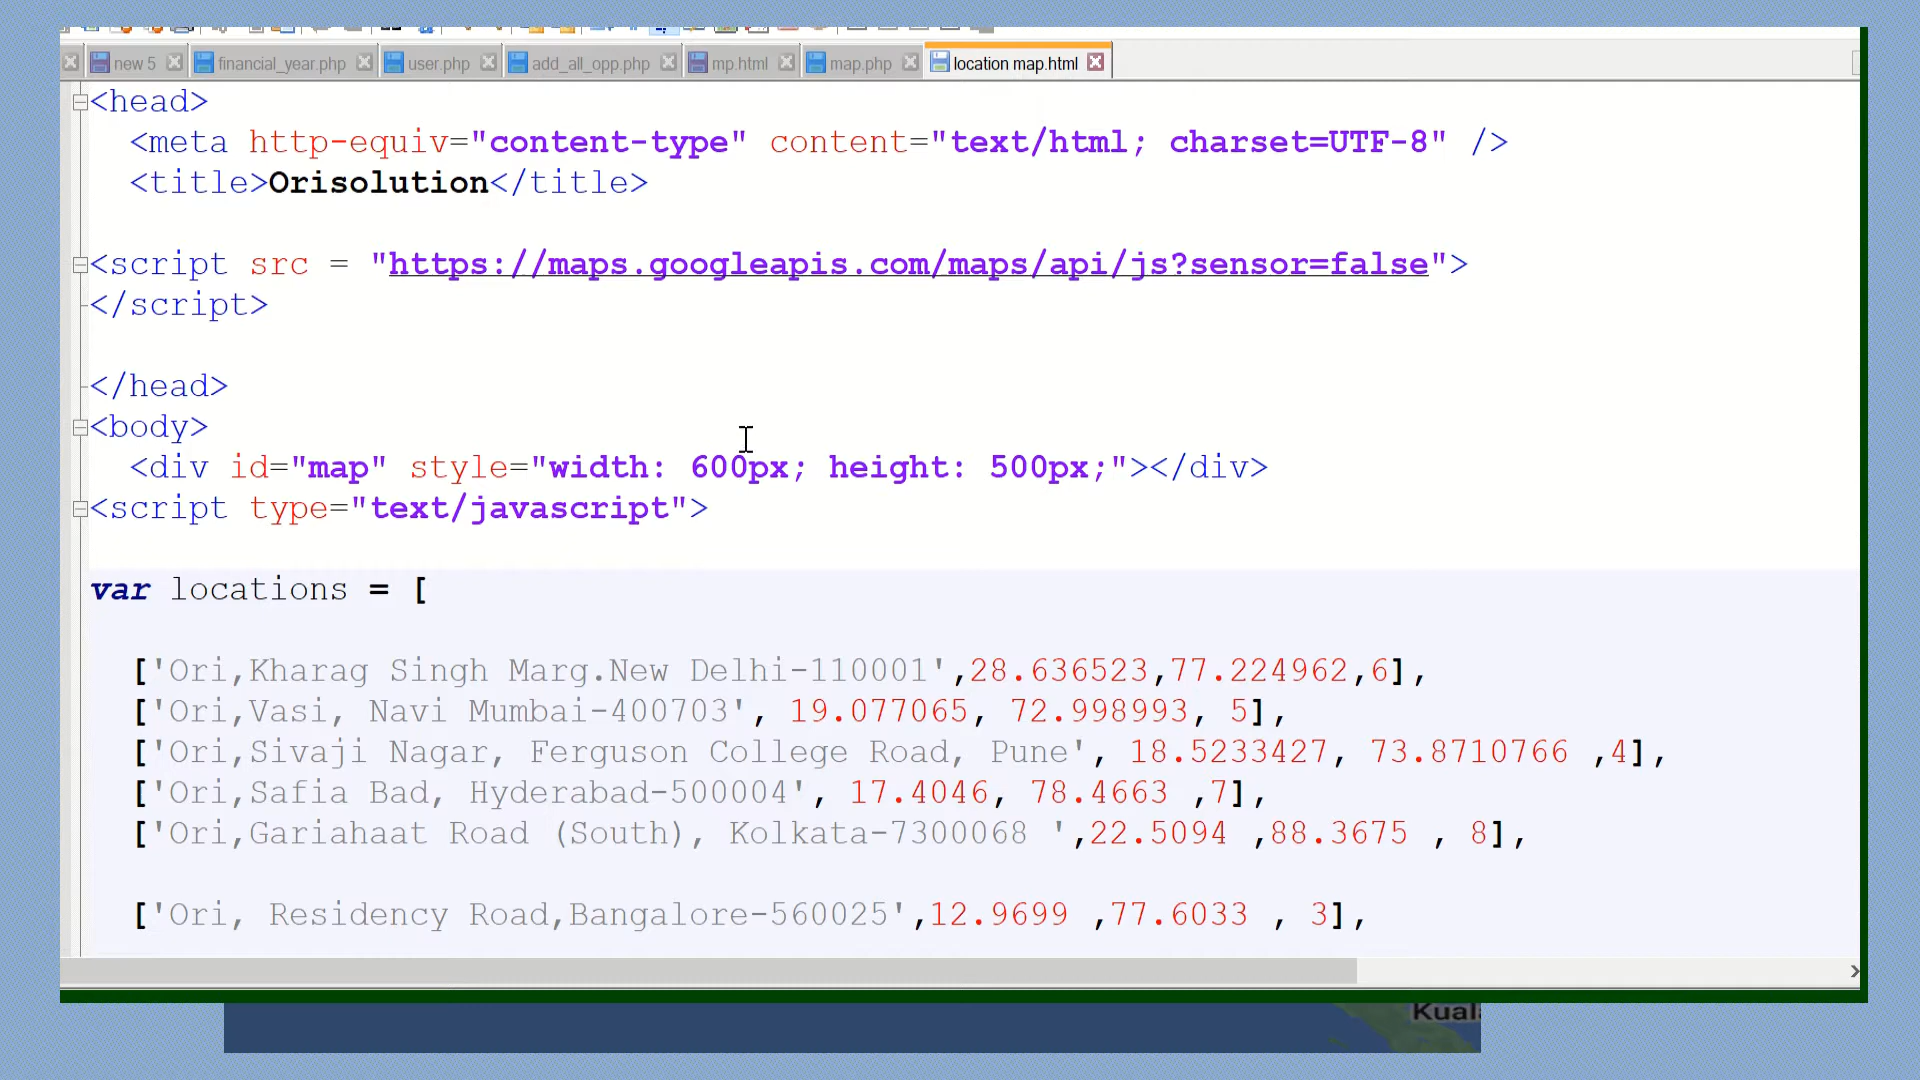 new 5 financial_year.php user.php add_all_opp.php mp.html map.php location map.html
<head>
<meta http-equiv="content-type" content="text/html; charset=UTF-8" />
<title>Orisolution</title>
<script src = "https://maps.googleapis.com/maps/api/js?sensor=false">
</script>
</head>
<body>
<div id="map" style="width: 600px; height: 500px;"></div>
<script type="text/javascript">
var locations = [
['Ori,Kharag Singh Marg.New Delhi-110001',28.636523,77.224962,6],
['Ori,Vasi, Navi Mumbai-400703', 19.077065, 72.998993, 5],
['Ori,Sivaji Nagar, Ferguson College Road, Pune', 18.5233427, 73.8710766 ,4],
['Ori,Safia Bad, Hyderabad-500004', 17.4046, 78.4663 ,7],
['Ori,Gariahaat Road (South), Kolkata-7300068 ',22.5094 ,88.3675 , 8],
['Ori, Residency Road,Bangalore-560025',12.9699 ,77.6033 , 3],